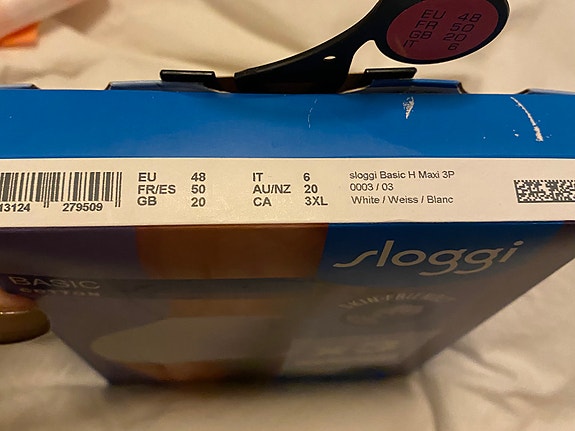 EU 48
FR 50
GB 20
IT 6
EU 48 IT 6 sloggi Basic H Maxi 3P
FR/ES 50 AU/NZ 20 0003 / 03
GB 20 CA 3XL White / Weiss / Blanc
13124 279509
sloggi
BASIC